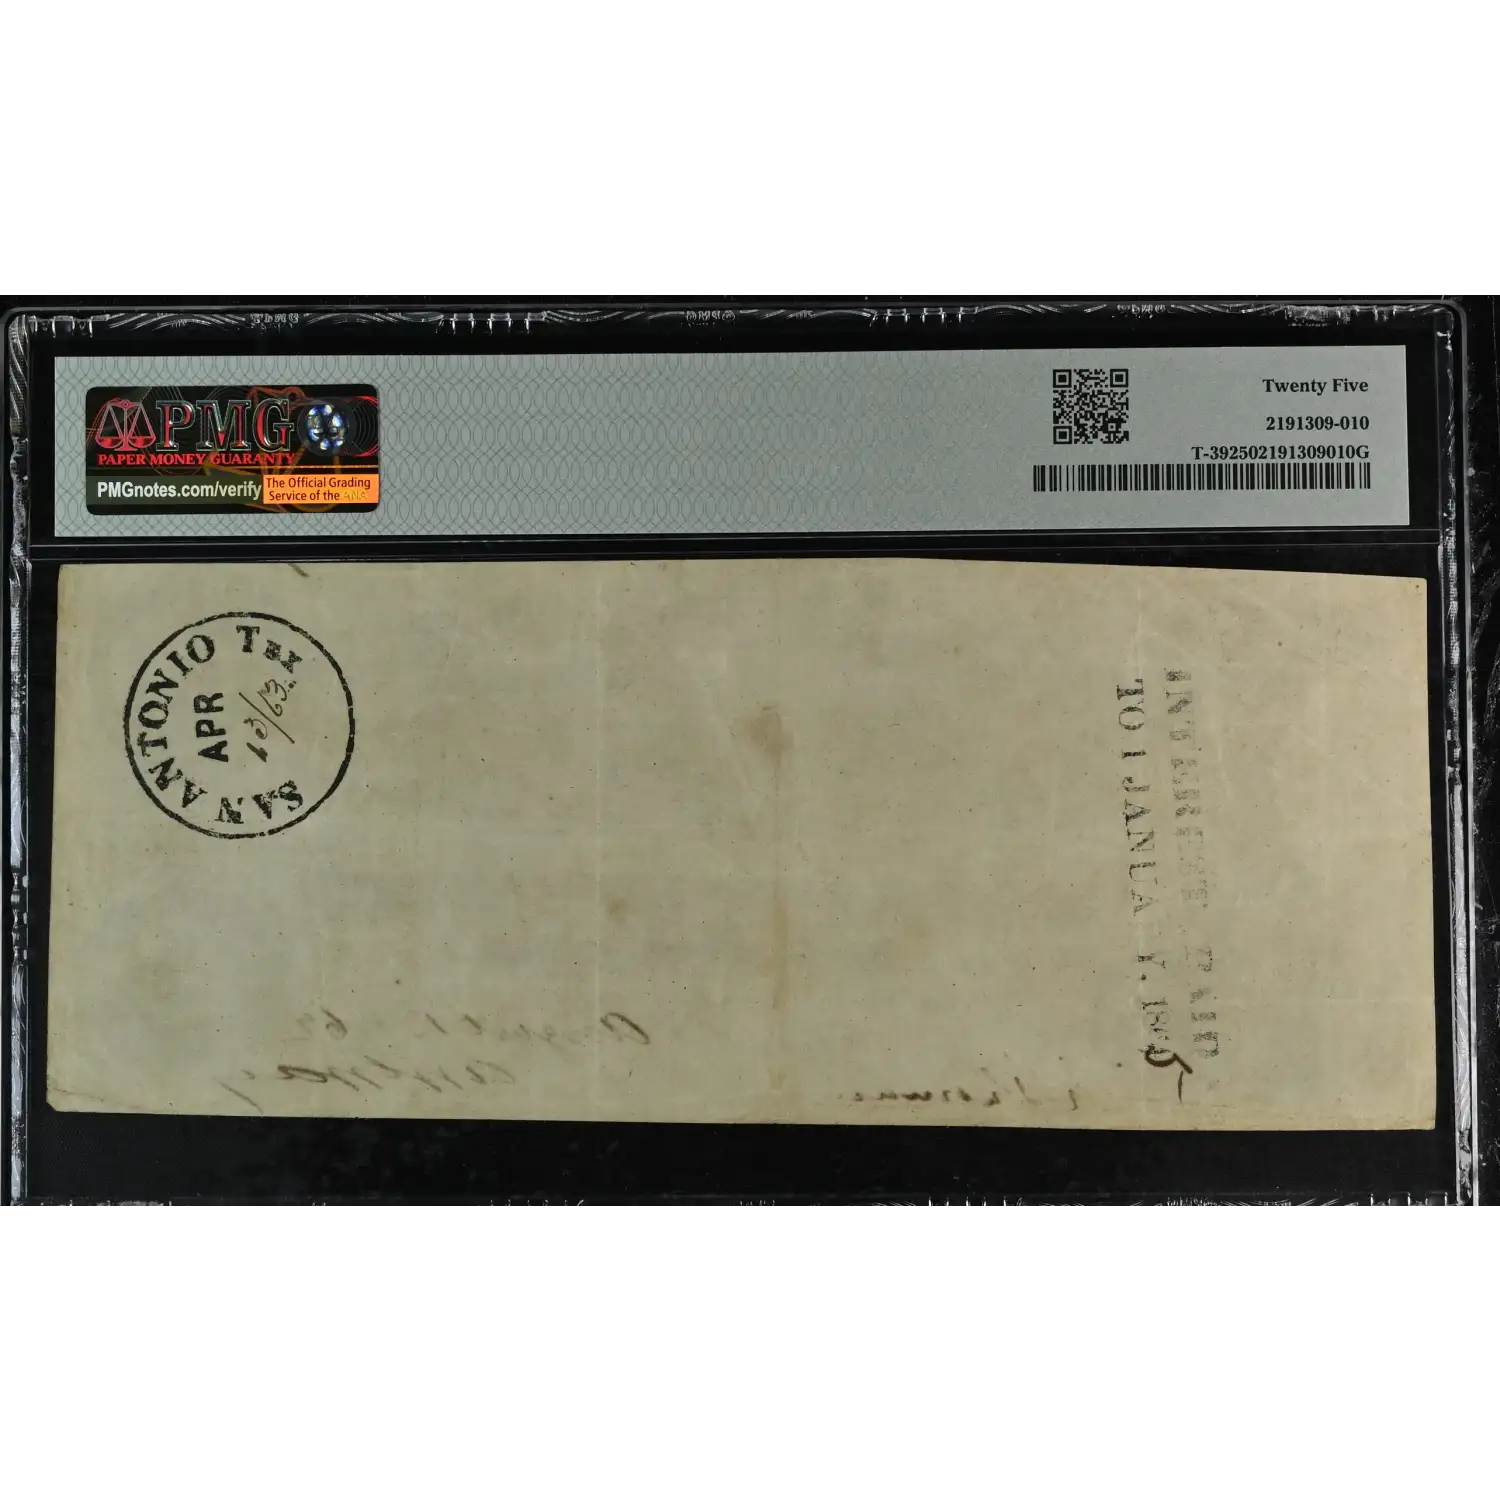 PMG
PAPER MONEY GUARANTY
PMGnotes.com/verify
The Official Grading
Service of the ANA
Twenty Five
2191309-010
T-392502191309010G
SAN ANTONIO TEX
APR
10/63.
INTEREST PAID
TO 1 JANUARY. 186